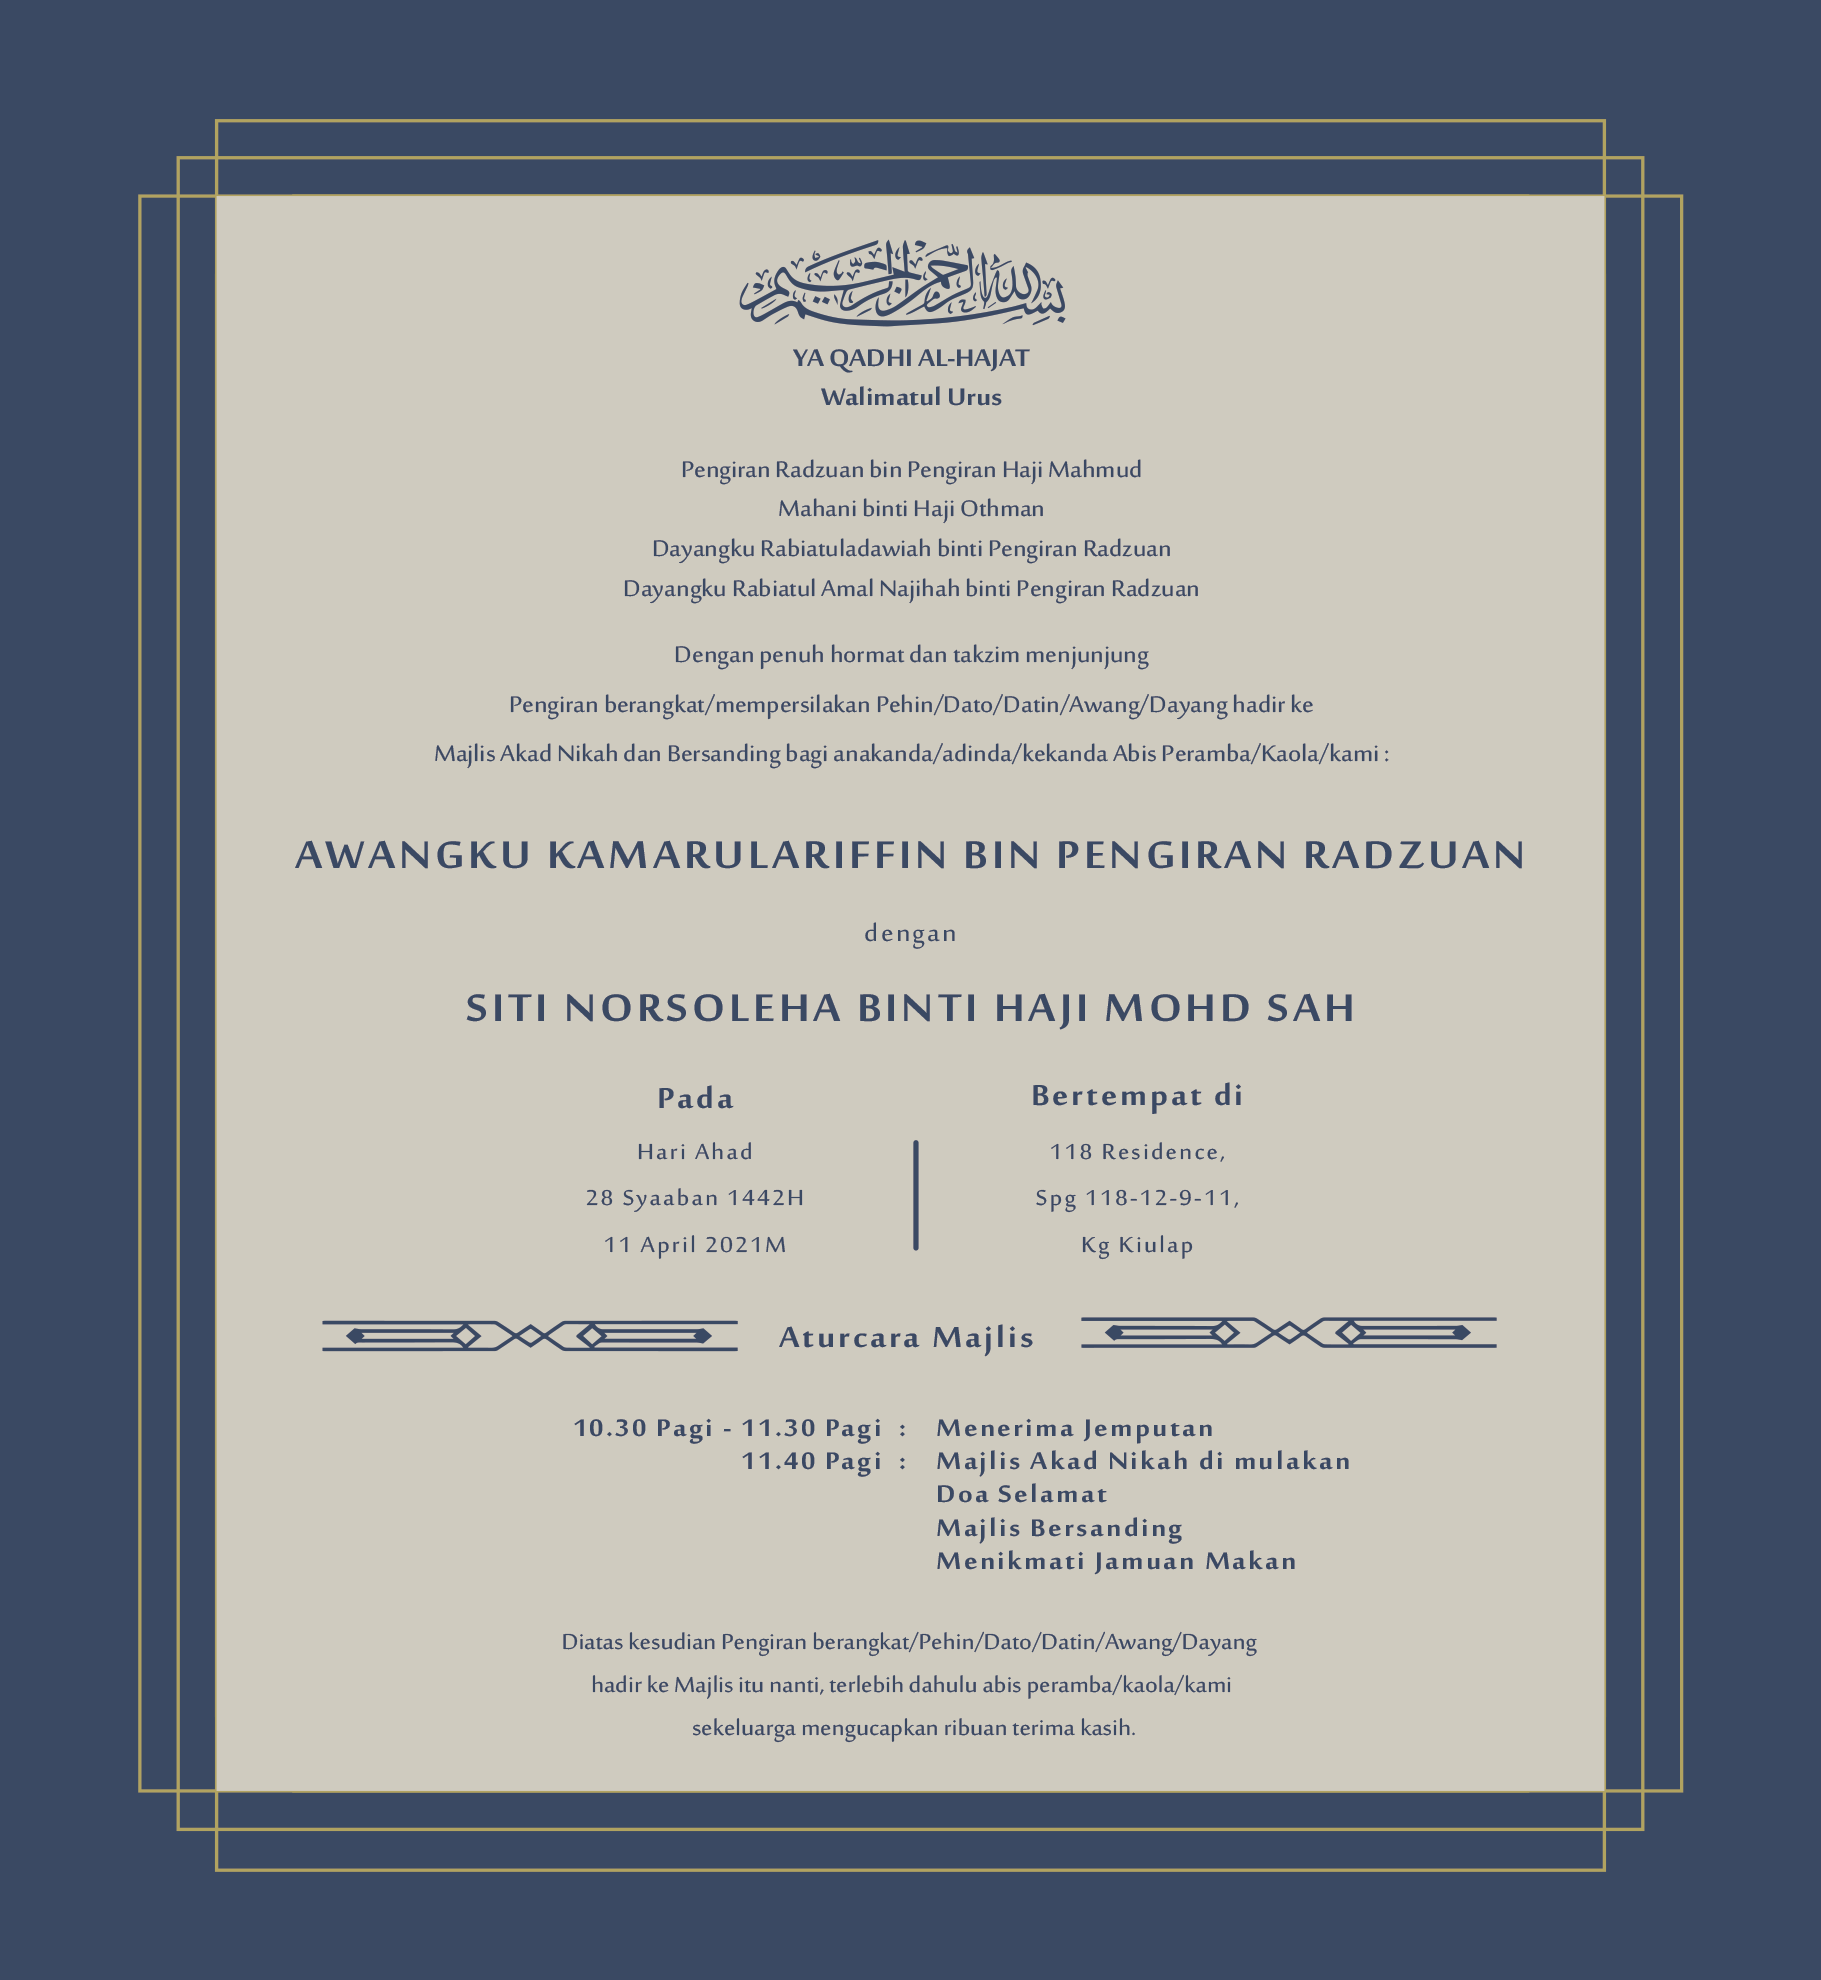 بسم الله الرحمن الرحيم
YA QADHI AL-HAJAT
Walimatul Urus
Pengiran Radzuan bin Pengiran Haji Mahmud
Mahani binti Haji Othman
Dayangku Rabiatuladawiah binti Pengiran Radzuan
Dayangku Rabiatul Amal Najihah binti Pengiran Radzuan
Dengan penuh hormat dan takzim menjunjung
Pengiran berangkat/mempersilakan Pehin/Dato/Datin/Awang/Dayang hadir ke
Majlis Akad Nikah dan Bersanding bagi anakanda/adinda/kekanda Abis Peramba/Kaola/kami :
AWANGKU KAMARULARIFFIN BIN PENGIRAN RADZUAN
dengan
SITI NORSOLEHA BINTI HAJI MOHD SAH
Pada
Hari Ahad
28 Syaaban 1442H
11 April 2021M
Bertempat di
118 Residence,
Spg 118-12-9-11,
Kg Kiulap
Aturcara Majlis
10.30 Pagi - 11.30 Pagi : Menerima Jemputan
11.40 Pagi : Majlis Akad Nikah di mulakan
Doa Selamat
Majlis Bersanding
Menikmati Jamuan Makan
Diatas kesudian Pengiran berangkat/Pehin/Dato/Datin/Awang/Dayang
hadir ke Majlis itu nanti, terlebih dahulu abis peramba/kaola/kami
sekeluarga mengucapkan ribuan terima kasih.